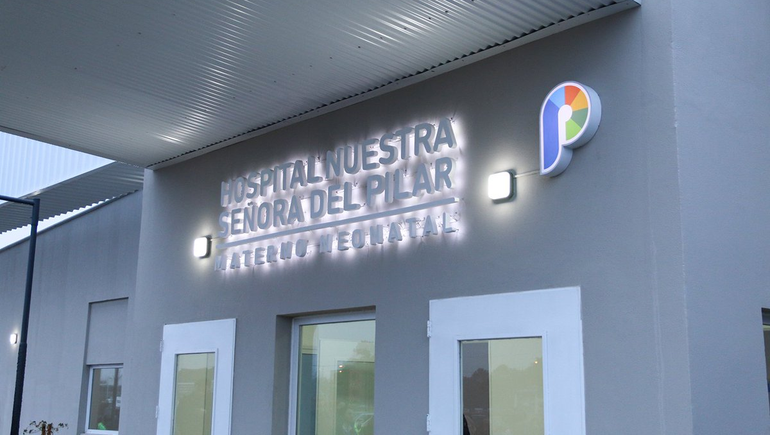 HOSPITAL NUESTRA
SEÑORA DEL PILAR
MATERNO NEONATAL